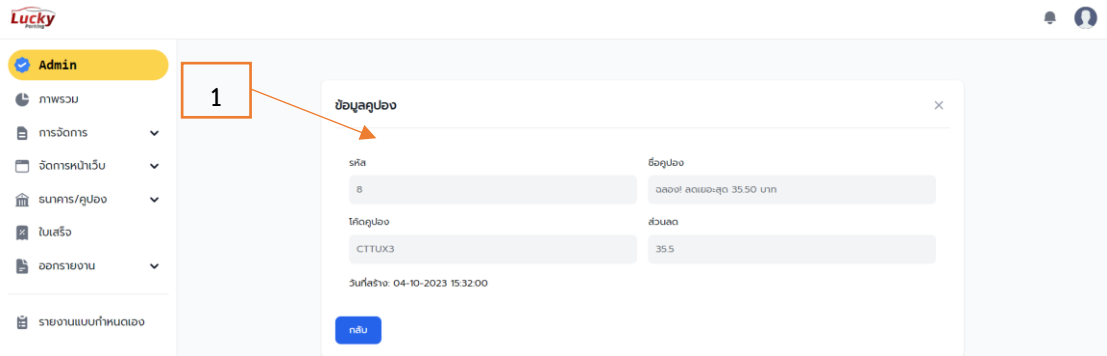 Lucky
Parking
Admin
ภาพรวม
การจัดการ
จัดการหน้าเว็บ
ธนาคาร/คูปอง
ใบเสร็จ
ออกรายงาน
รายงานแบบกำหนดเอง
1
ข้อมูลคูปอง
รหัส
ชื่อคูปอง
8
ฉลอง! ลดเยอะสุด 35.50 บาท
โค้ดคูปอง
ส่วนลด
CTTUX3
35.5
วันที่สร้าง: 04-10-2023 15:32:00
กลับ